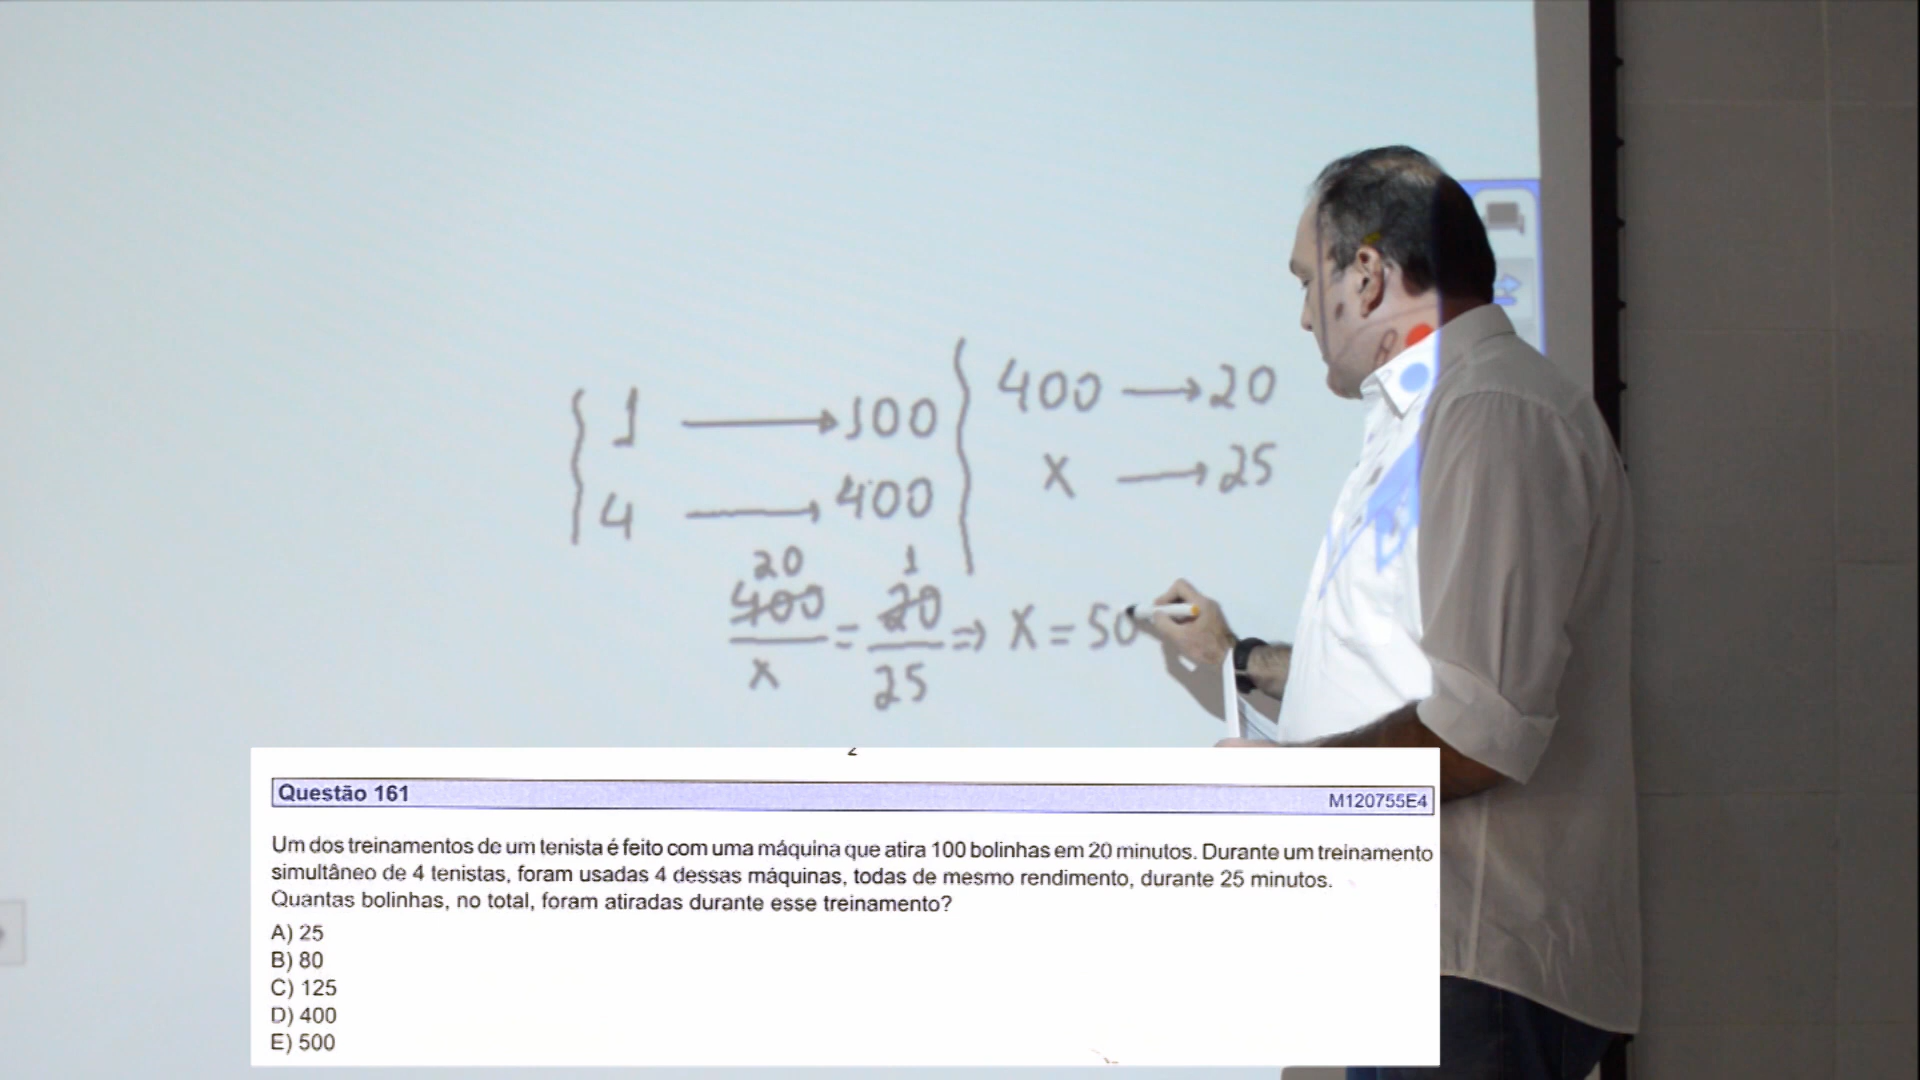 1 → 100
4 → 400
400 → 20
x → 25
20 1
400/x = 20/25 ⇒ x = 50
Questão 161
M120755E4
Um dos treinamentos de um tenista é feito com uma máquina que atira 100 bolinhas em 20 minutos. Durante um treinamento
simultâneo de 4 tenistas, foram usadas 4 dessas máquinas, todas de mesmo rendimento, durante 25 minutos.
Quantas bolinhas, no total, foram atiradas durante esse treinamento?
A) 25
B) 80
C) 125
D) 400
E) 500